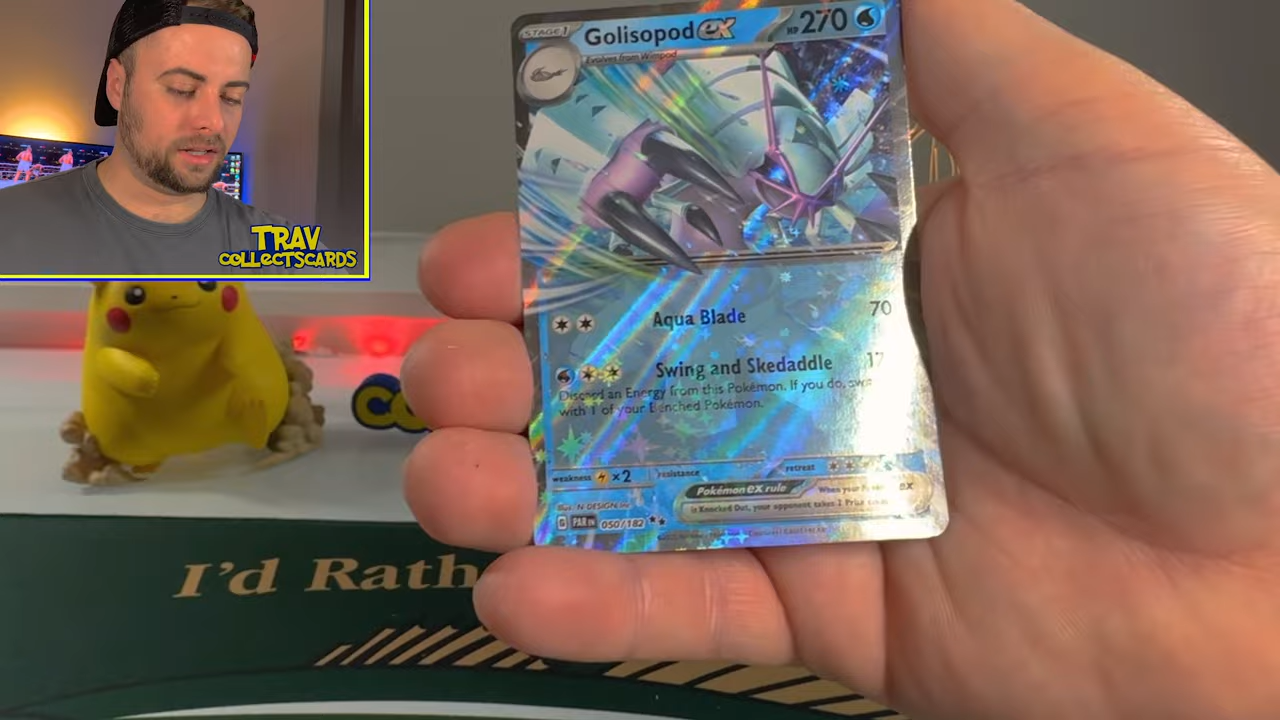 TRAV
COLLECTSCARDS
STAGE 1
Golisopod ex
HP 270
Evolves from Wimpod
Aqua Blade 70
Swing and Skedaddle 17
Discard an Energy from this Pokémon. If you do,
with 1 of your Benched Pokémon.
weakness ×2 resistance retreat
Pokémon ex rule
When your ex
is Knocked Out, your opponent takes 2 Prize
Illus. N-DESIGN Inc.
G PAR EN 050/182
I'd Rath